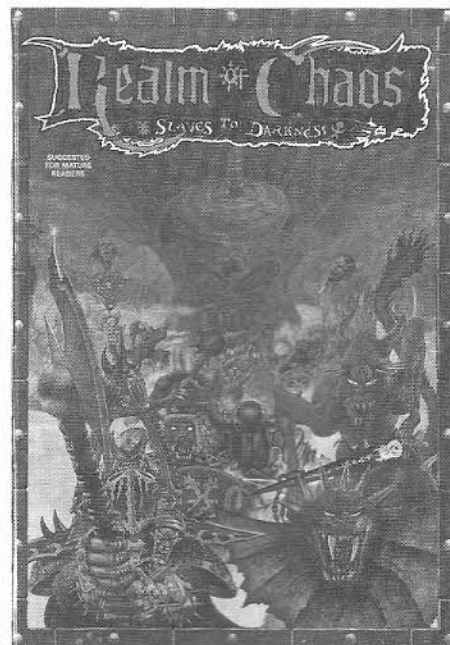 Realm of Chaos
Slaves To Darkness
SUGGESTED
FOR MATURE
READERS